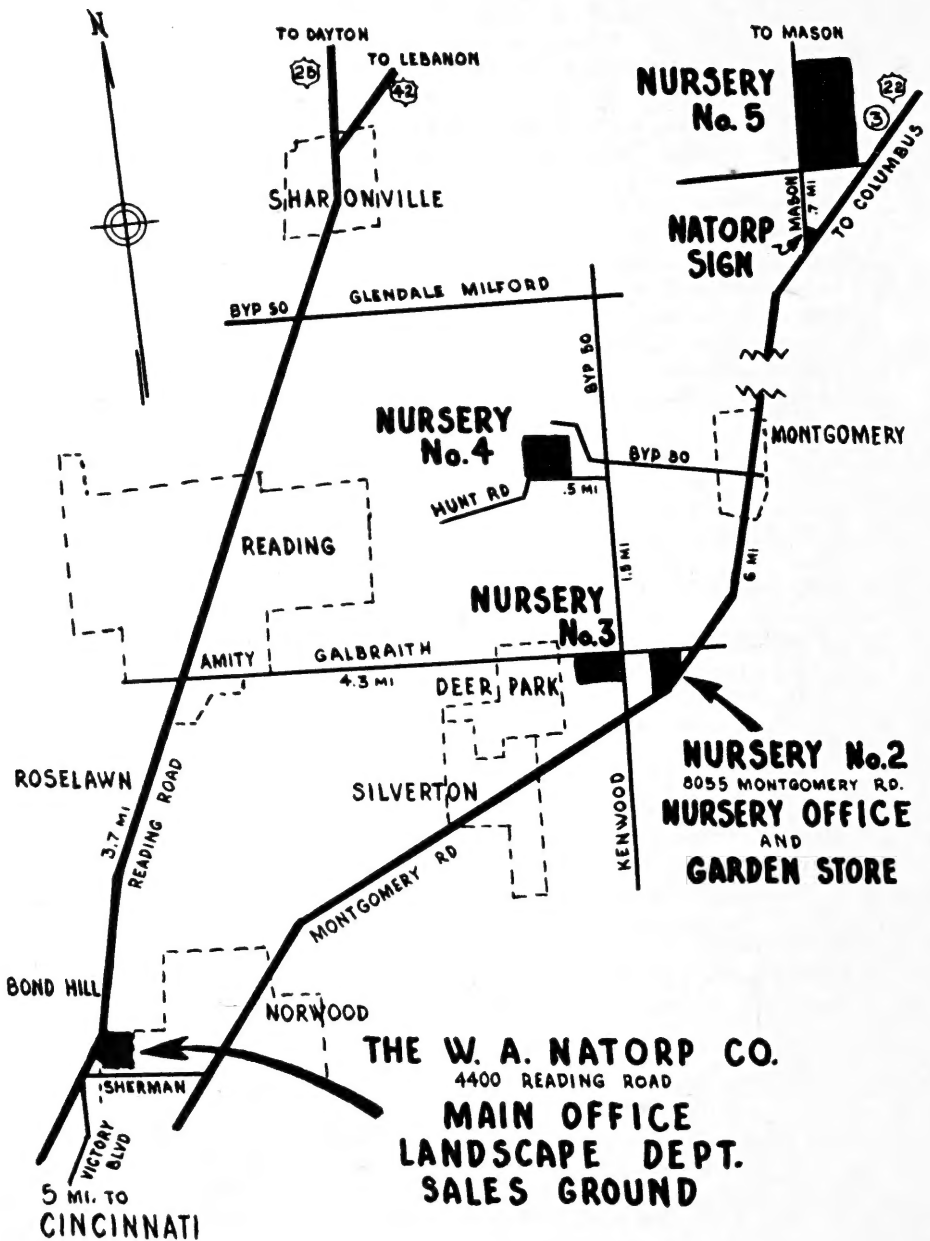 N
TO DAYTON
25
TO LEBANON
42
TO MASON
NURSERY
No. 5
22
3
TO COLUMBUS
MASON
.7 MI
NATORP
SIGN
SHARONVILLE
BYP 50
GLENDALE MILFORD
BYP 50
NURSERY
No. 4
HUNT RD
.5 MI
BYP 50
MONTGOMERY
READING
1.5 MI
6 MI
NURSERY
No. 3
AMITY
GALBRAITH
4.3 MI
DEER PARK
ROSELAWN
3.7 MI
READING ROAD
SILVERTON
MONTGOMERY RD
KENWOOD
NURSERY No. 2
8055 MONTGOMERY RD.
NURSERY OFFICE
AND
GARDEN STORE
BOND HILL
NORWOOD
SHERMAN
VICTORY
BLVD
5 MI. TO
CINCINNATI
THE W. A. NATORP CO.
4400 READING ROAD
MAIN OFFICE
LANDSCAPE DEPT.
SALES GROUND